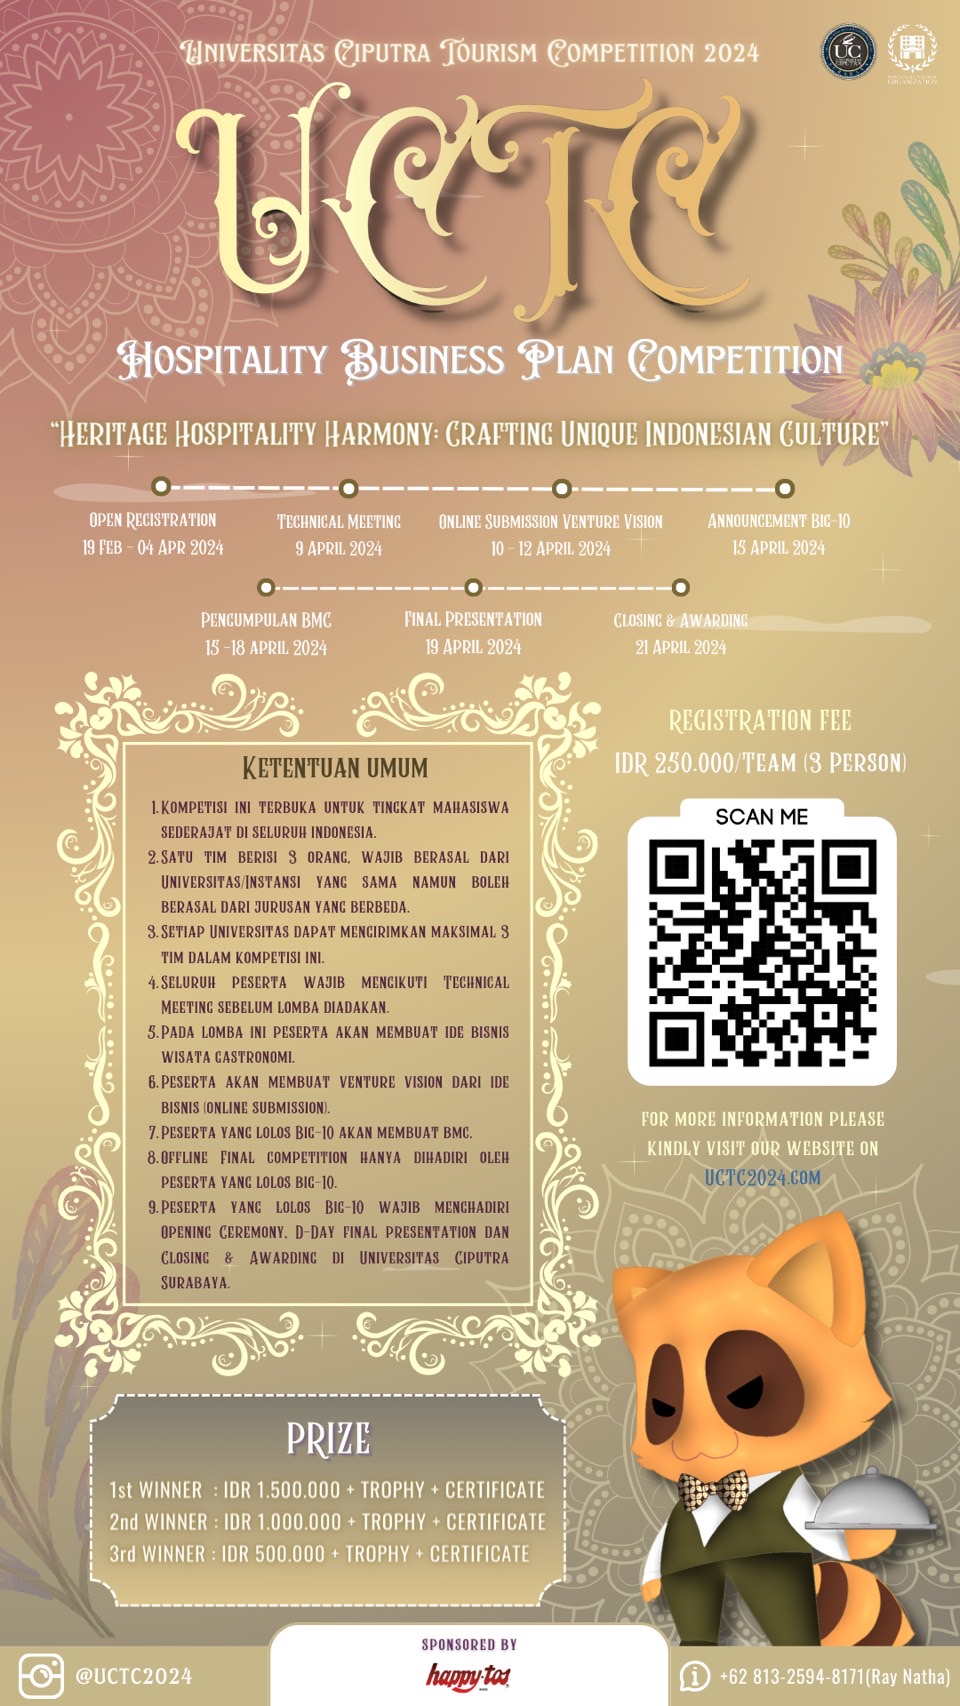 Universitas Ciputra Tourism Competition 2024
UC
UCTC
Hospitality Business Plan Competition
"Heritage Hospitality Harmony: Crafting Unique Indonesian Culture"
Open Registration
19 Feb - 04 Apr 2024
Technical Meeting
9 April 2024
Online Submission Venture Vision
10 - 12 April 2024
Announcement Big-10
15 April 2024
Pengumpulan BMC
15 -18 april 2024
Final Presentation
19 April 2024
Closing & Awarding
21 April 2024
Ketentuan umum
1. Kompetisi ini terbuka untuk tingkat mahasiswa
sederajat di seluruh Indonesia.
2. Satu tim berisi 3 orang, wajib berasal dari
Universitas/Instansi yang sama namun boleh
berasal dari jurusan yang berbeda.
3. Setiap Universitas dapat mengirimkan maksimal 3
tim dalam kompetisi ini.
4. Seluruh peserta wajib mengikuti Technical
Meeting sebelum lomba diadakan.
5. Pada lomba ini peserta akan membuat ide bisnis
wisata gastronomi.
6. Peserta akan membuat venture vision dari ide
bisnis (online submission).
7. Peserta yang lolos Big-10 akan membuat BMC.
8. Offline Final competition hanya dihadiri oleh
peserta yang lolos big-10.
9. Peserta yang lolos Big-10 wajib menghadiri
Opening Ceremony, D-Day final presentation dan
Closing & Awarding di Universitas Ciputra
Surabaya.
Registration fee
IDR 250.000/Team (3 Person)
SCAN ME
for more information please
kindly visit our website on
UCTC2024.com
PRIZE
1st WINNER : IDR 1.500.000 + TROPHY + CERTIFICATE
2nd WINNER : IDR 1.000.000 + TROPHY + CERTIFICATE
3rd WINNER : IDR 500.000 + TROPHY + CERTIFICATE
@UCTC2024
SPONSORED BY
happy-tos
+62 813-2594-8171(Ray Natha)